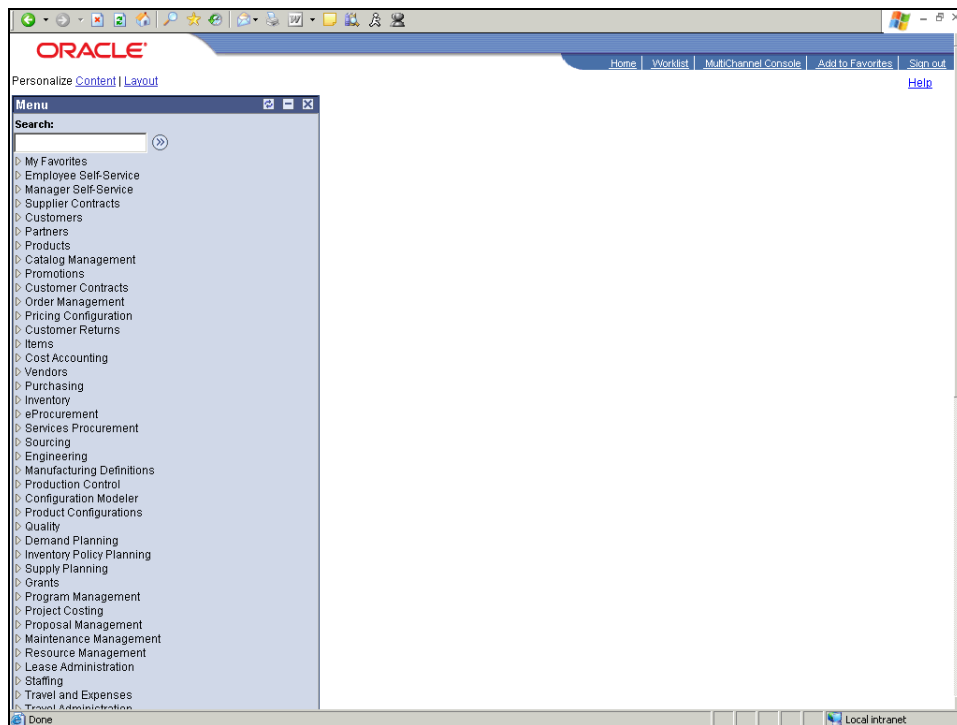 ORACLE
Home | Worklist | MultiChannel Console | Add to Favorites | Sign out
Personalize Content | Layout
Help
Menu
Search:
My Favorites
Employee Self-Service
Manager Self-Service
Supplier Contracts
Customers
Partners
Products
Catalog Management
Promotions
Customer Contracts
Order Management
Pricing Configuration
Customer Returns
Items
Cost Accounting
Vendors
Purchasing
Inventory
eProcurement
Services Procurement
Sourcing
Engineering
Manufacturing Definitions
Production Control
Configuration Modeler
Product Configurations
Quality
Demand Planning
Inventory Policy Planning
Supply Planning
Grants
Program Management
Project Costing
Proposal Management
Maintenance Management
Resource Management
Lease Administration
Staffing
Travel and Expenses
Travel Administration
Done
Local intranet